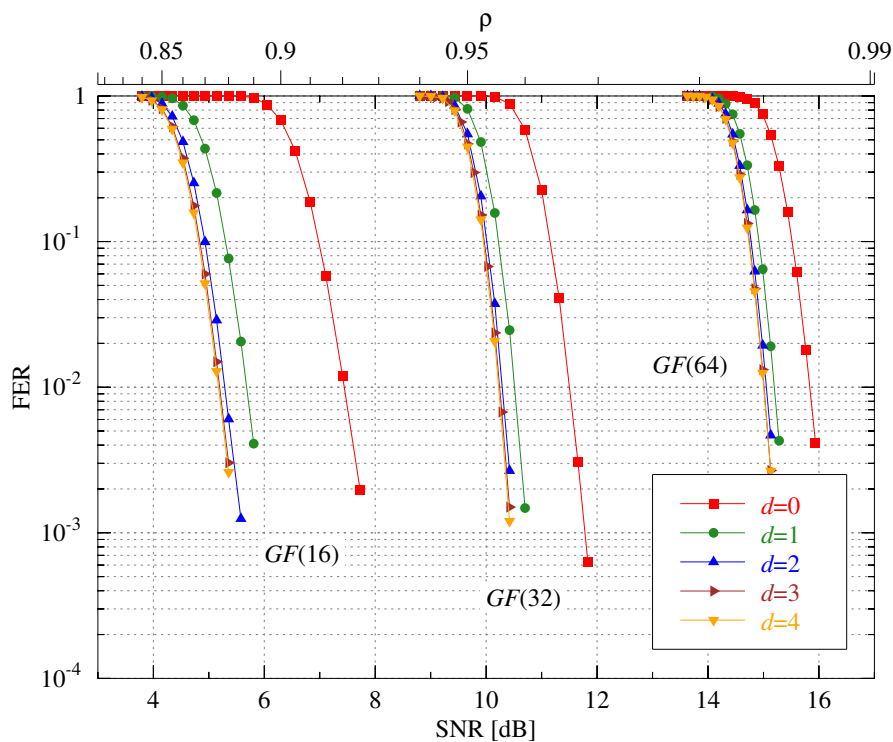 ρ
0.85 0.9 0.95 0.99
1
10⁻¹
10⁻²
10⁻³
10⁻⁴
FER
GF(16)
GF(32)
GF(64)
d=0
d=1
d=2
d=3
d=4
4 6 8 10 12 14 16
SNR [dB]